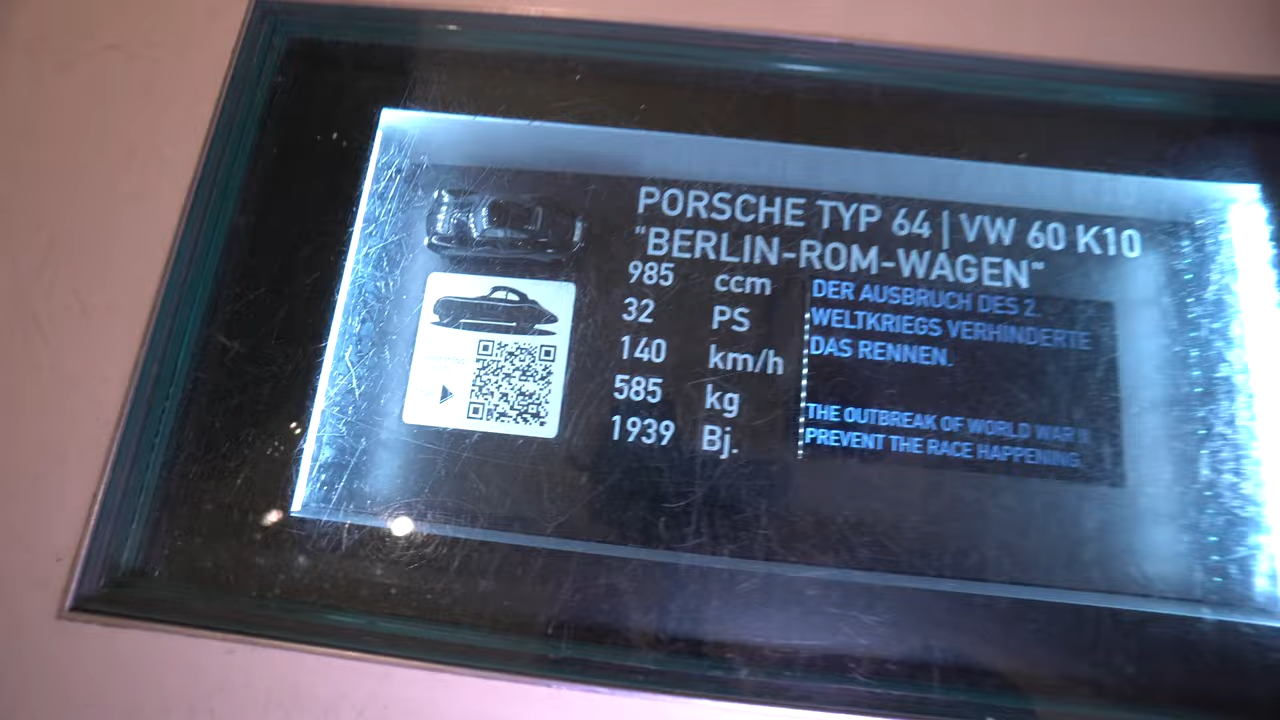 PORSCHE TYP 64 | VW 60 K10
"BERLIN-ROM-WAGEN"
985 ccm
32 PS
140 km/h
585 kg
1939 Bj.
DER AUSBRUCH DES 2.
WELTKRIEGS VERHINDERTE
DAS RENNEN.
THE OUTBREAK OF WORLD WAR II
PREVENT THE RACE HAPPENING